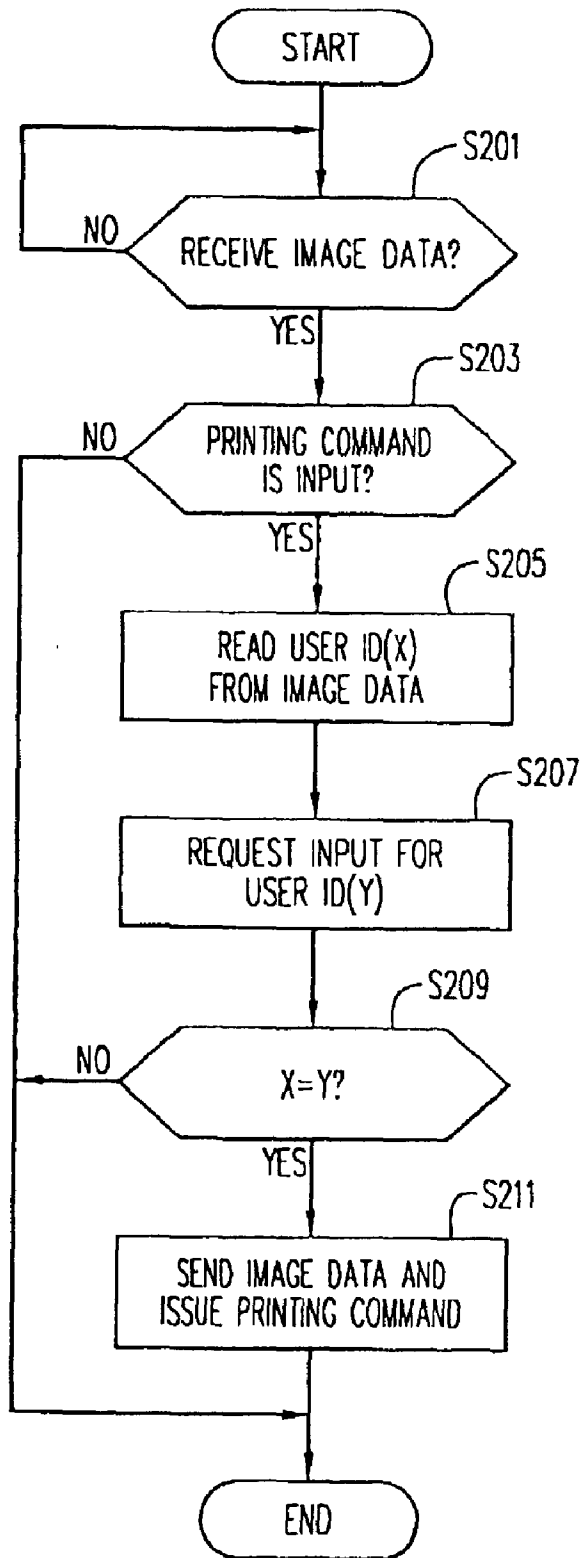 START
S201
NO
RECEIVE IMAGE DATA?
YES
S203
NO
PRINTING COMMAND
IS INPUT?
YES
S205
READ USER ID(X)
FROM IMAGE DATA
S207
REQUEST INPUT FOR
USER ID(Y)
S209
NO
X=Y?
YES
S211
SEND IMAGE DATA AND
ISSUE PRINTING COMMAND
END